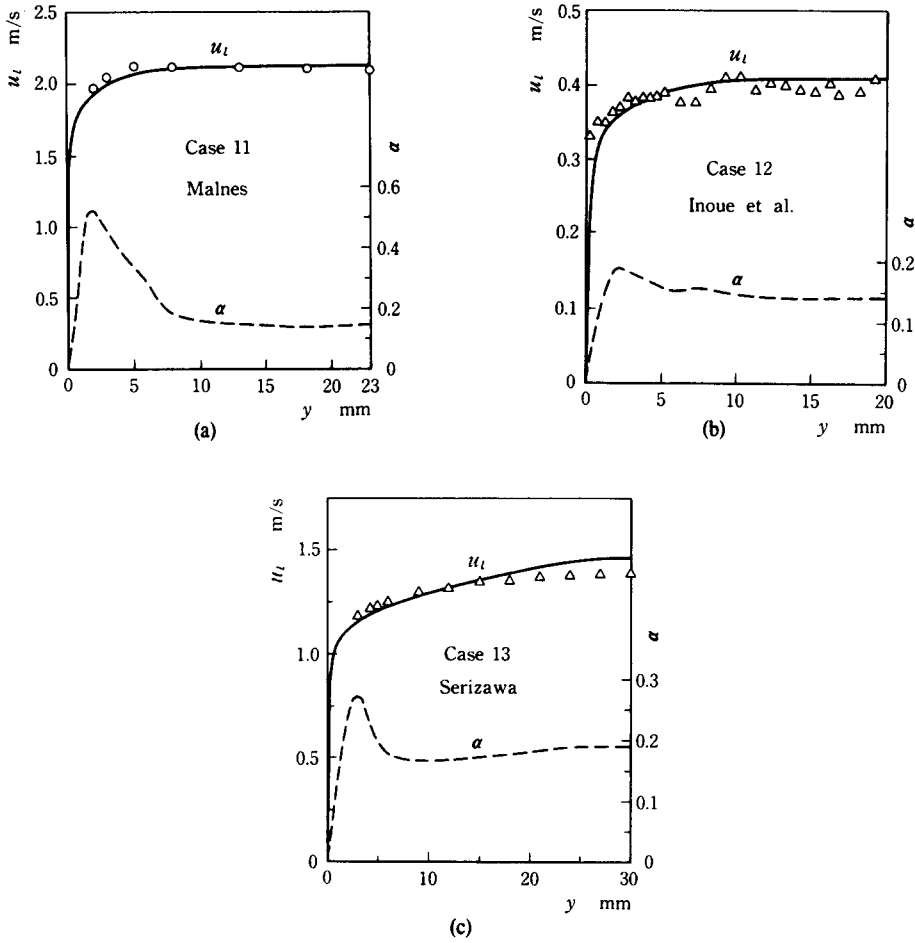 u_l m/s
2.5
2.0
1.5
1.0
0.5
0
u_l
Case 11
Malnes
α
α
0.6
0.4
0.2
0
0 5 10 15 20 23
y mm
(a)
u_l m/s
0.5
0.4
0.3
0.2
0.1
0
u_l
Case 12
Inoue et al.
α
α
0.2
0.1
0
0 5 10 15 20
y mm
(b)
u_l m/s
1.5
1.0
0.5
0
u_l
Case 13
Serizawa
α
α
0.3
0.2
0.1
0
0 10 20 30
y mm
(c)